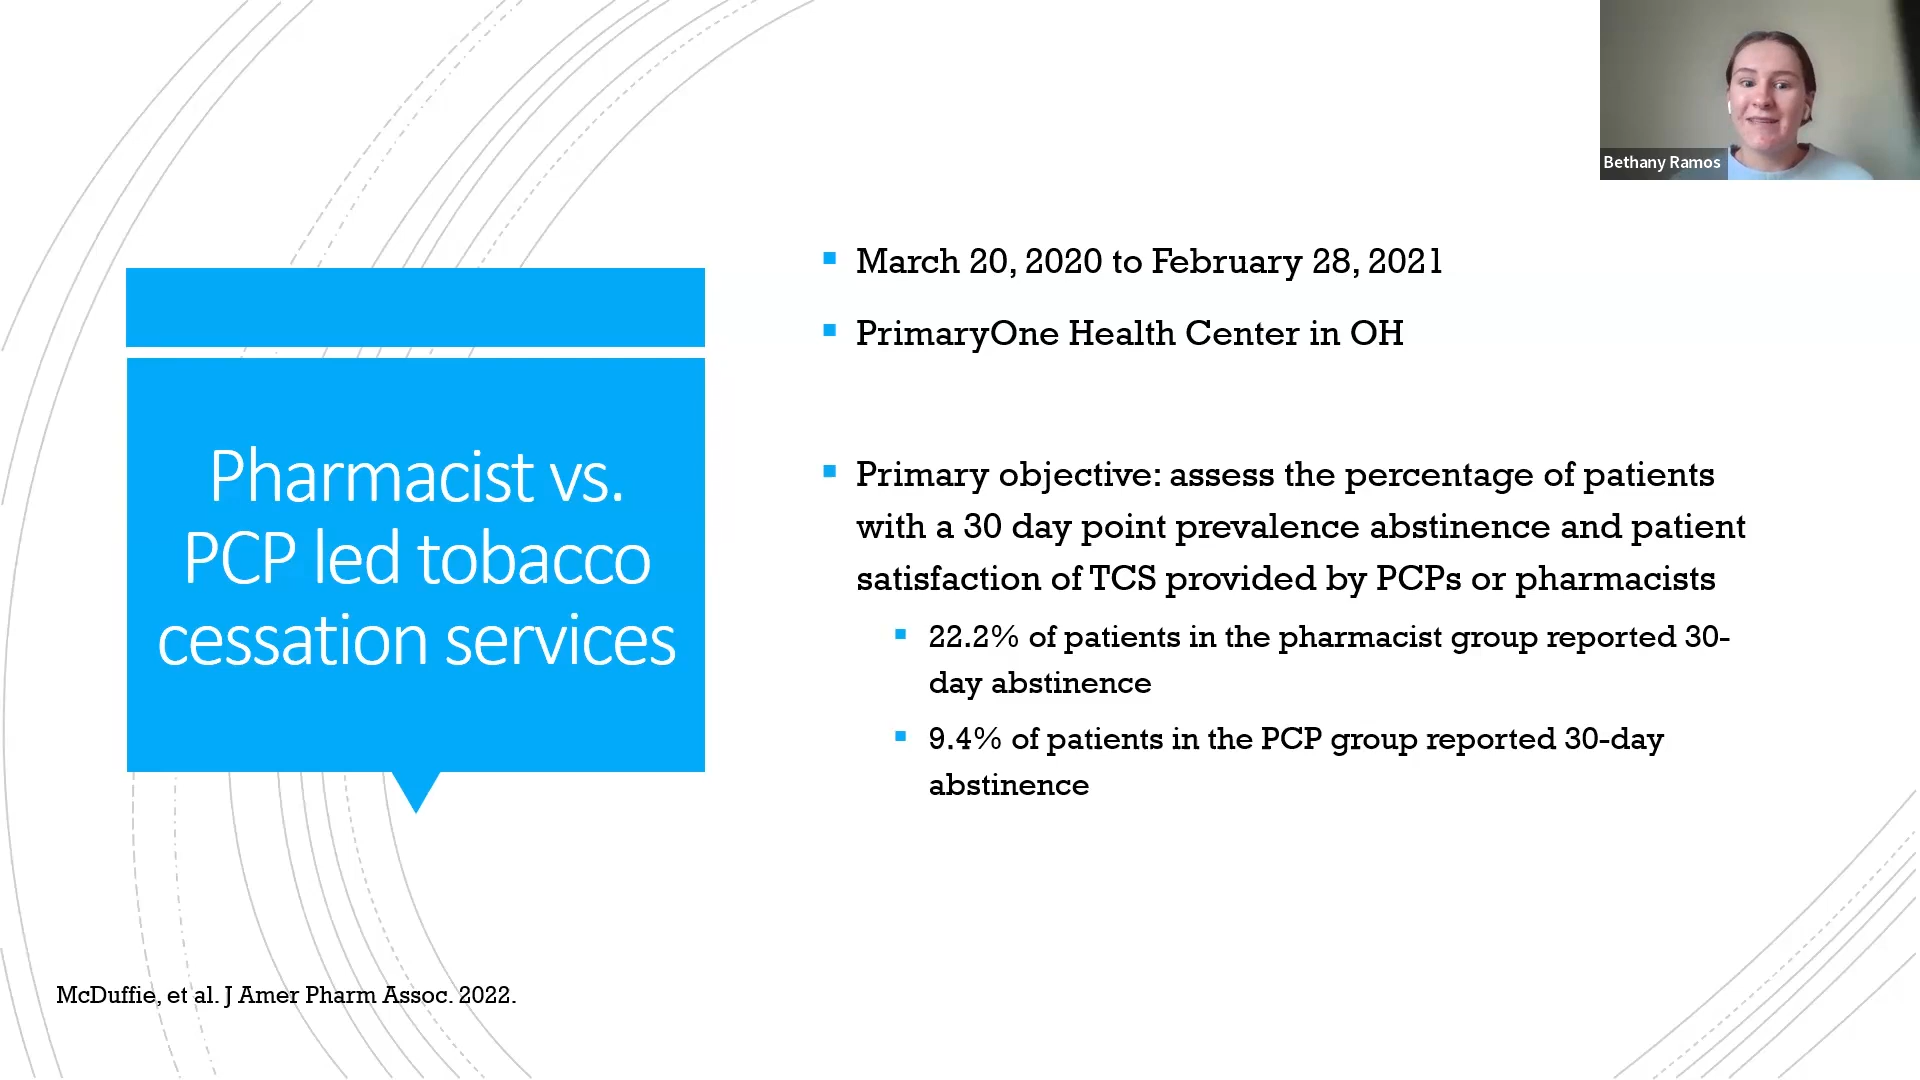 Bethany Ramos
Pharmacist vs.
PCP led tobacco
cessation services
March 20, 2020 to February 28, 2021
PrimaryOne Health Center in OH
Primary objective: assess the percentage of patients
with a 30 day point prevalence abstinence and patient
satisfaction of TCS provided by PCPs or pharmacists
22.2% of patients in the pharmacist group reported 30-
day abstinence
9.4% of patients in the PCP group reported 30-day
abstinence
McDuffie, et al. J Amer Pharm Assoc. 2022.